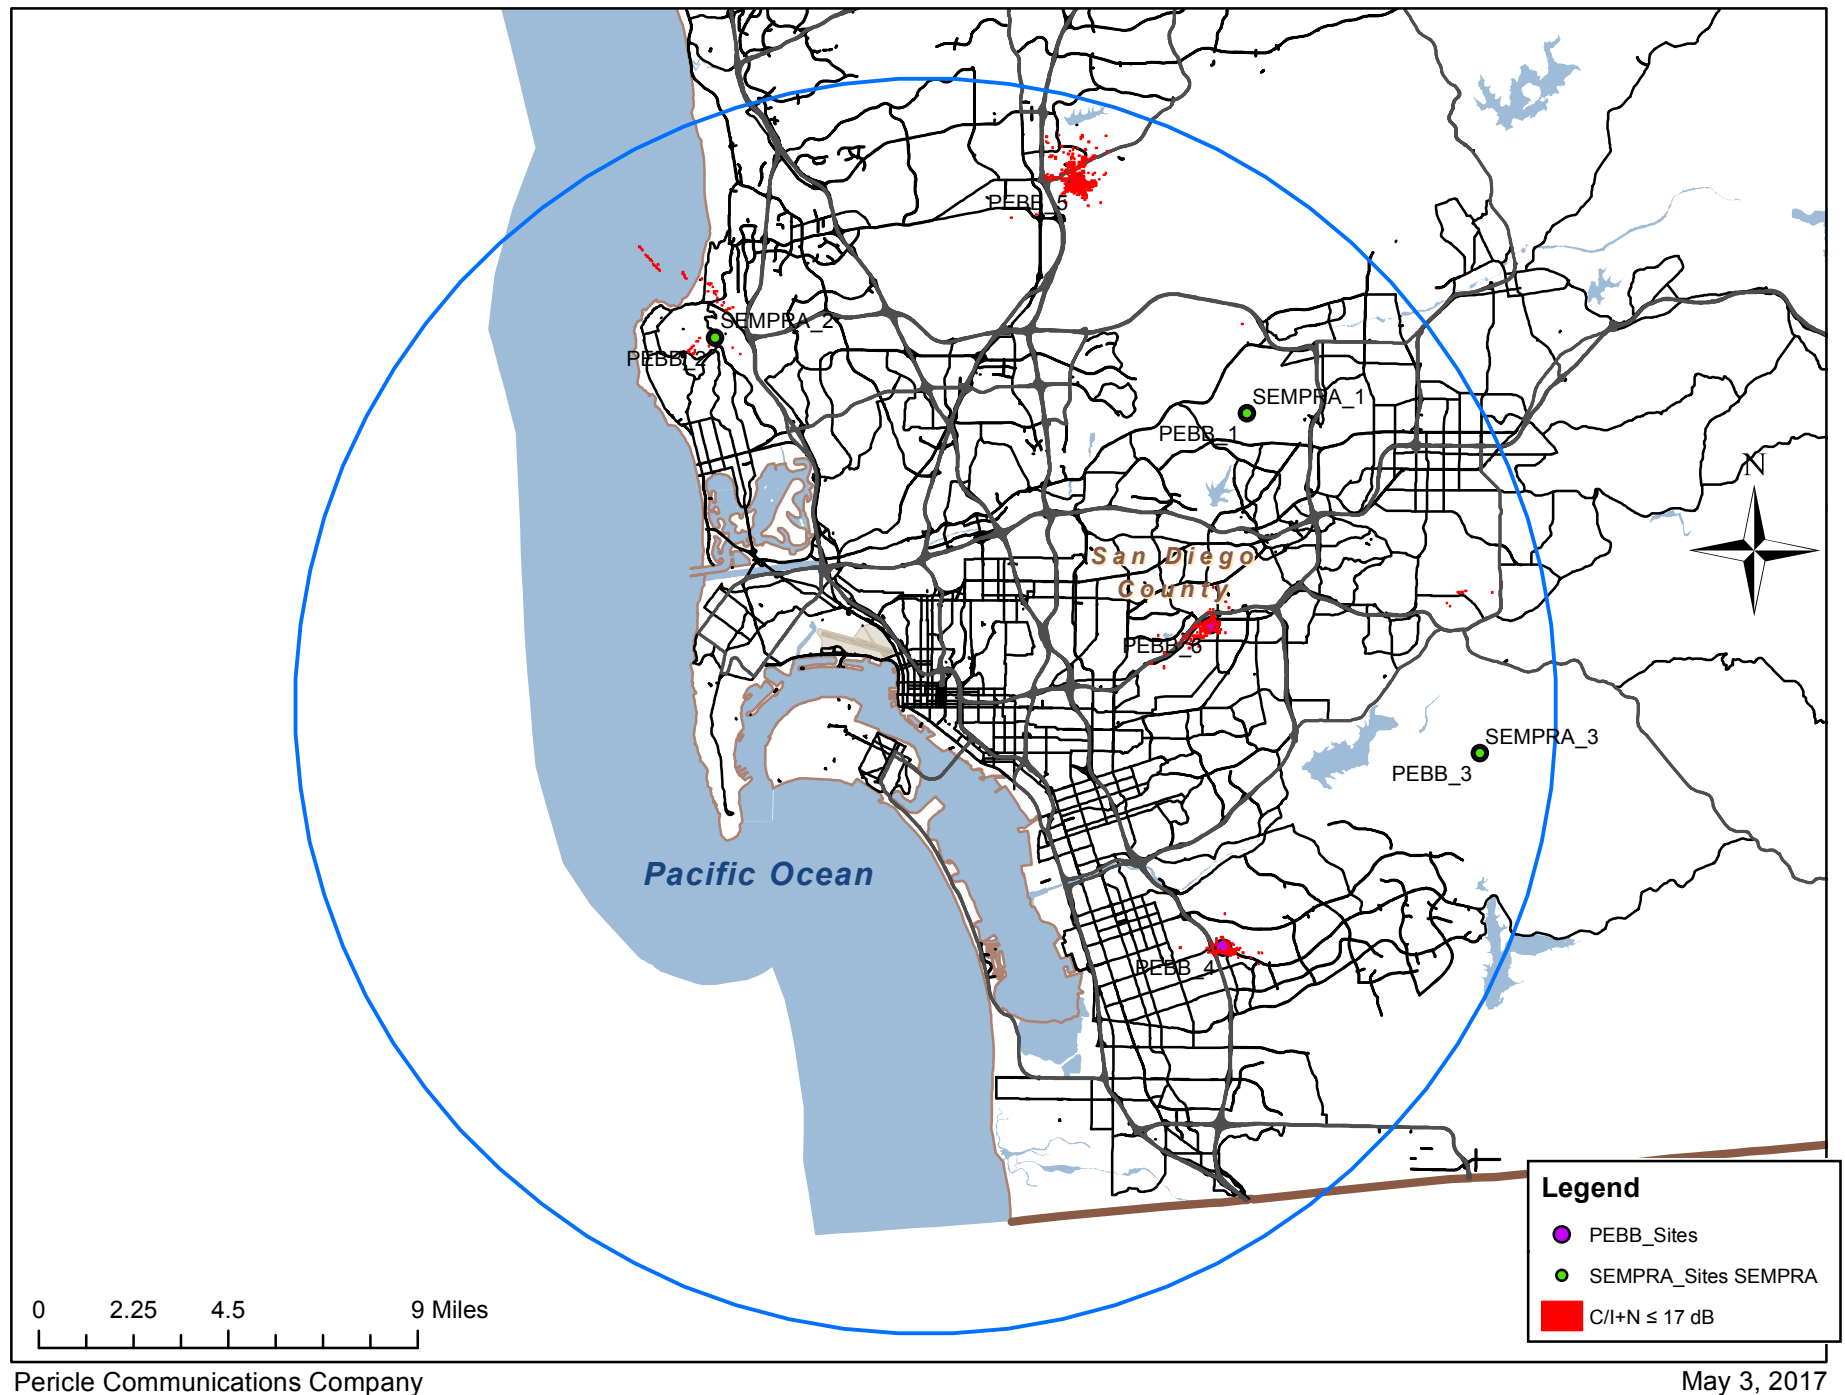 PEBB_5
SEMPRA_2
PEBB_2
SEMPRA_1
PEBB_1
N
San Diego
County
PEBB_6
SEMPRA_3
PEBB_3
Pacific Ocean
PEBB_4
Legend
PEBB_Sites
SEMPRA_Sites SEMPRA
C/I+N ≤ 17 dB
0 2.25 4.5 9 Miles
Pericle Communications Company
May 3, 2017